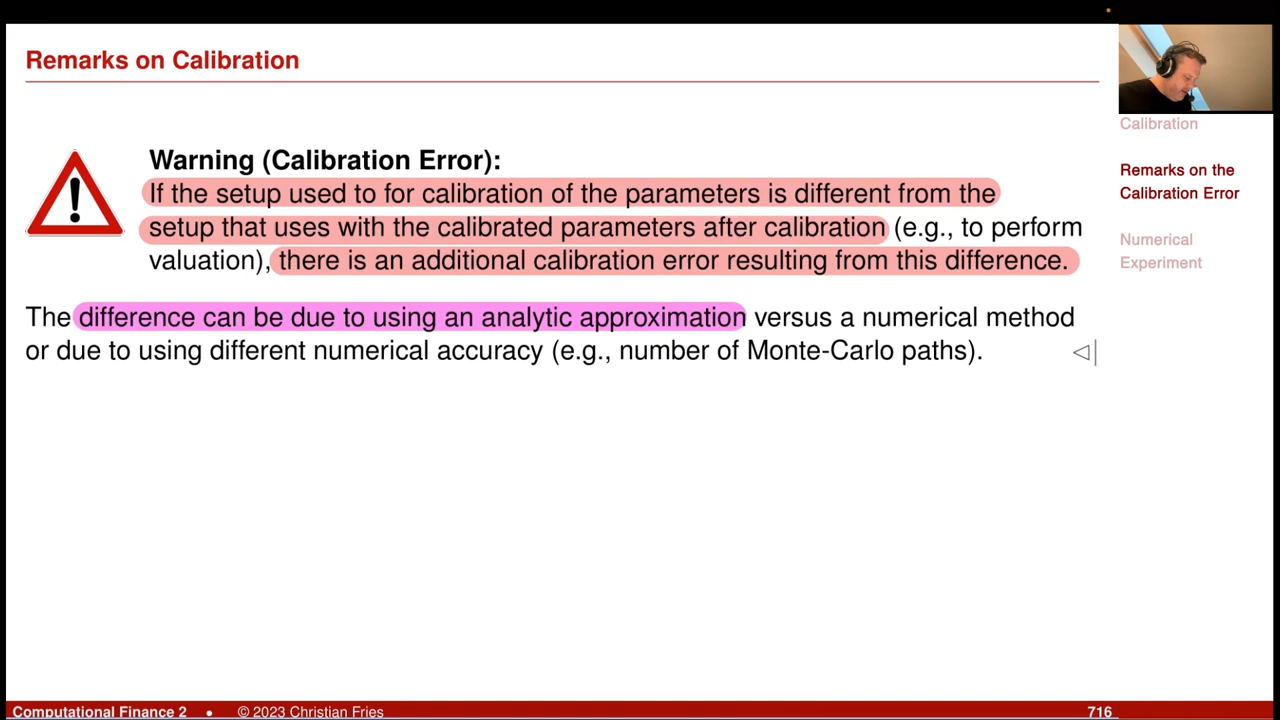 Remarks on Calibration
Warning (Calibration Error):
If the setup used to for calibration of the parameters is different from the
setup that uses with the calibrated parameters after calibration (e.g., to perform
valuation), there is an additional calibration error resulting from this difference.
The difference can be due to using an analytic approximation versus a numerical method
or due to using different numerical accuracy (e.g., number of Monte-Carlo paths).
Calibration
Remarks on the
Calibration Error
Numerical
Experiment
Computational Finance 2 • © 2023 Christian Fries 716